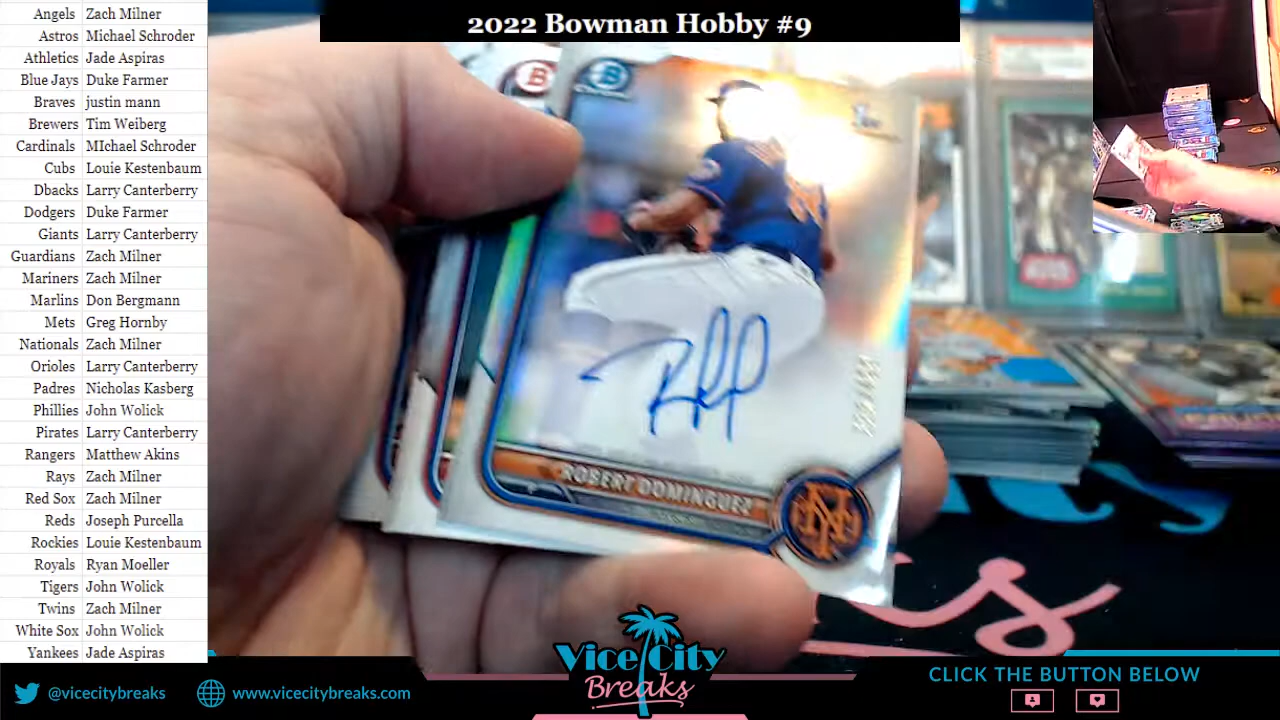 2022 Bowman Hobby #9
Angels Zach Milner
Astros Michael Schroder
Athletics Jade Aspiras
Blue Jays Duke Farmer
Braves justin mann
Brewers Tim Weiberg
Cardinals MIchael Schroder
Cubs Louie Kestenbaum
Dbacks Larry Canterberry
Dodgers Duke Farmer
Giants Larry Canterberry
Guardians Zach Milner
Mariners Zach Milner
Marlins Don Bergmann
Mets Greg Hornby
Nationals Zach Milner
Orioles Larry Canterberry
Padres Nicholas Kasberg
Phillies John Wolick
Pirates Larry Canterberry
Rangers Matthew Akins
Rays Zach Milner
Red Sox Zach Milner
Reds Joseph Purcella
Rockies Louie Kestenbaum
Royals Ryan Moeller
Tigers John Wolick
Twins Zach Milner
White Sox John Wolick
Yankees Jade Aspiras
B
B
ROBERT DOMINGUEZ
P
NY
Vice City
Breaks
@vicecitybreaks
www.vicecitybreaks.com
CLICK THE BUTTON BELOW